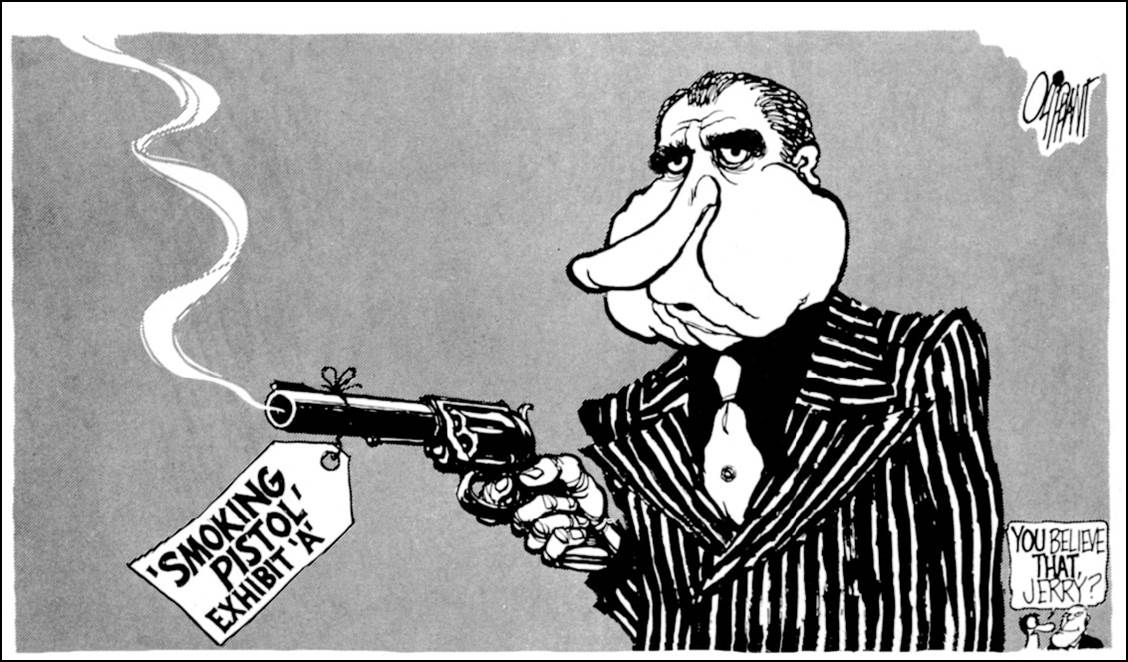 OLIPHANT
'SMOKING
PISTOL'
EXHIBIT 'A'
YOU BELIEVE
THAT,
JERRY?